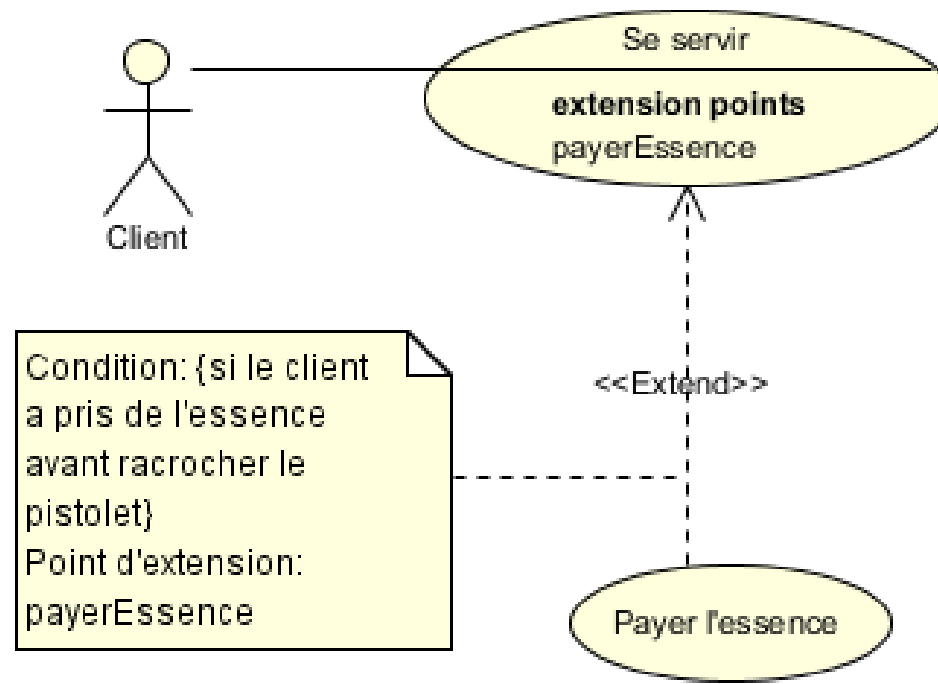 Se servir
extension points
payerEssence
Client
Condition: {si le client
a pris de l'essence
avant racrocher le
pistolet}
Point d'extension:
payerEssence
<<Extend>>
Payer l'essence